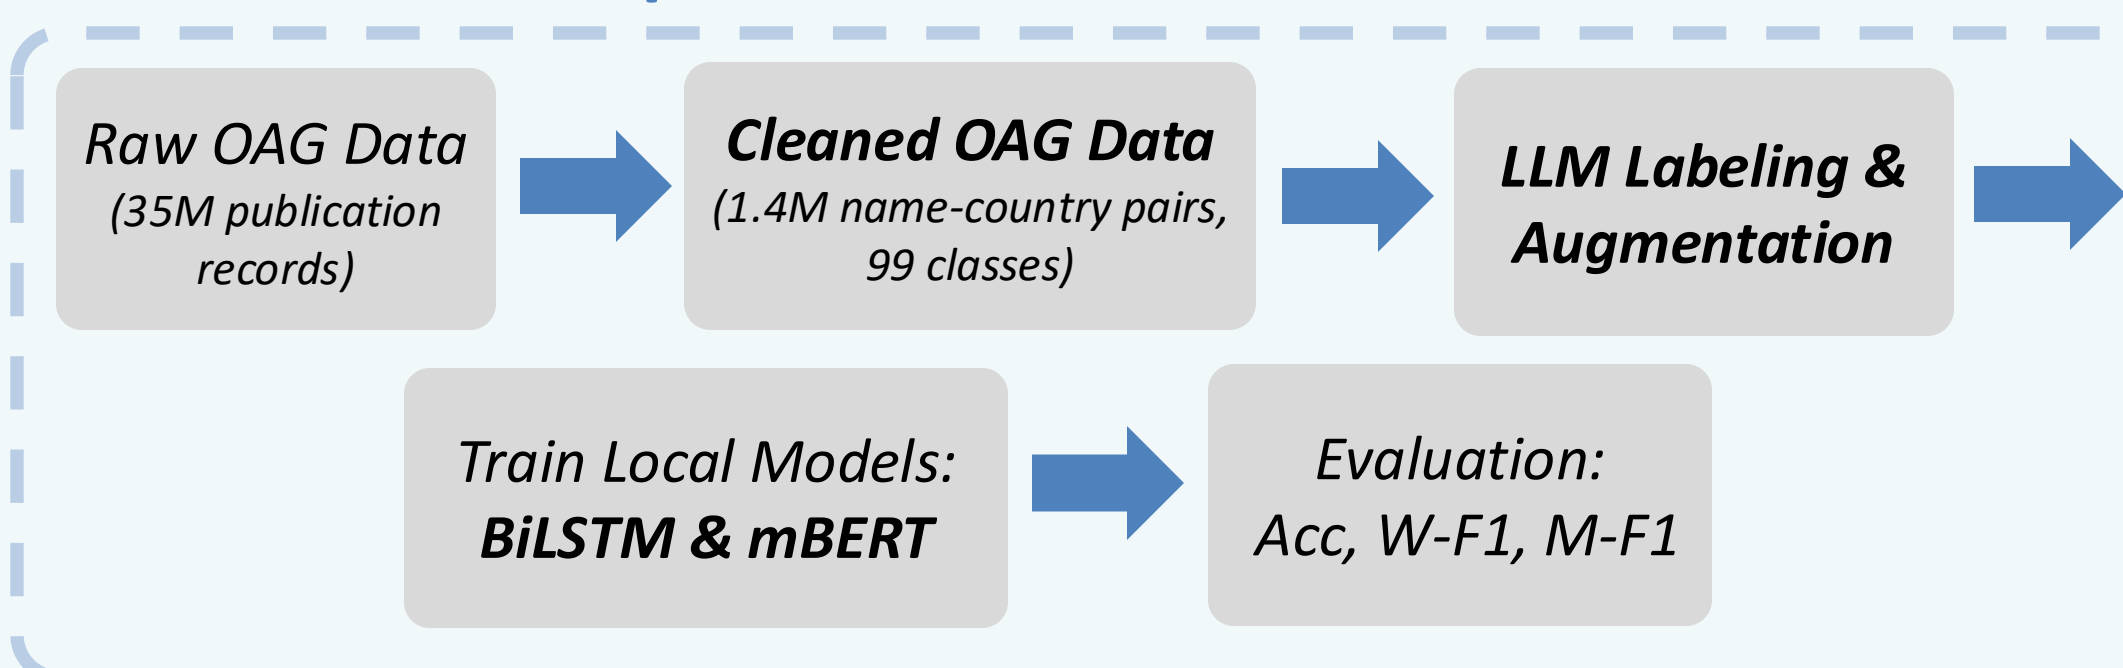 Raw OAG Data
(35M publication
records)
Cleaned OAG Data
(1.4M name-country pairs,
99 classes)
LLM Labeling &
Augmentation
Train Local Models:
BiLSTM & mBERT
Evaluation:
Acc, W-F1, M-F1